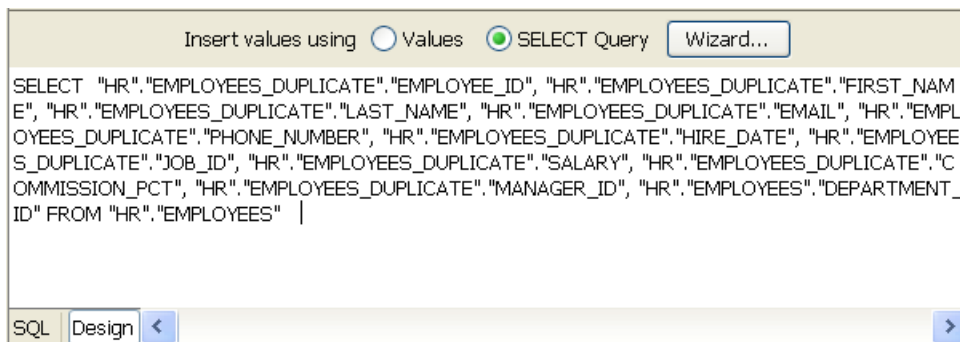 Insert values using Values SELECT Query Wizard...
SELECT "HR"."EMPLOYEES_DUPLICATE"."EMPLOYEE_ID", "HR"."EMPLOYEES_DUPLICATE"."FIRST_NAM
E", "HR"."EMPLOYEES_DUPLICATE"."LAST_NAME", "HR"."EMPLOYEES_DUPLICATE"."EMAIL", "HR"."EMPL
OYEES_DUPLICATE"."PHONE_NUMBER", "HR"."EMPLOYEES_DUPLICATE"."HIRE_DATE", "HR"."EMPLOYEE
S_DUPLICATE"."JOB_ID", "HR"."EMPLOYEES_DUPLICATE"."SALARY", "HR"."EMPLOYEES_DUPLICATE"."C
OMMISSION_PCT", "HR"."EMPLOYEES_DUPLICATE"."MANAGER_ID", "HR"."EMPLOYEES"."DEPARTMENT_
ID" FROM "HR"."EMPLOYEES"
SQL Design